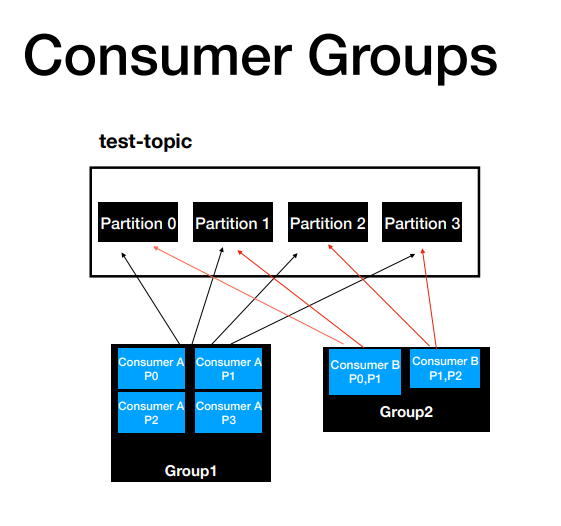 Consumer Groups
test-topic
Partition 0
Partition 1
Partition 2
Partition 3
Consumer A
P0
Consumer A
P1
Consumer A
P2
Consumer A
P3
Group1
Consumer B
P0,P1
Consumer B
P1,P2
Group2